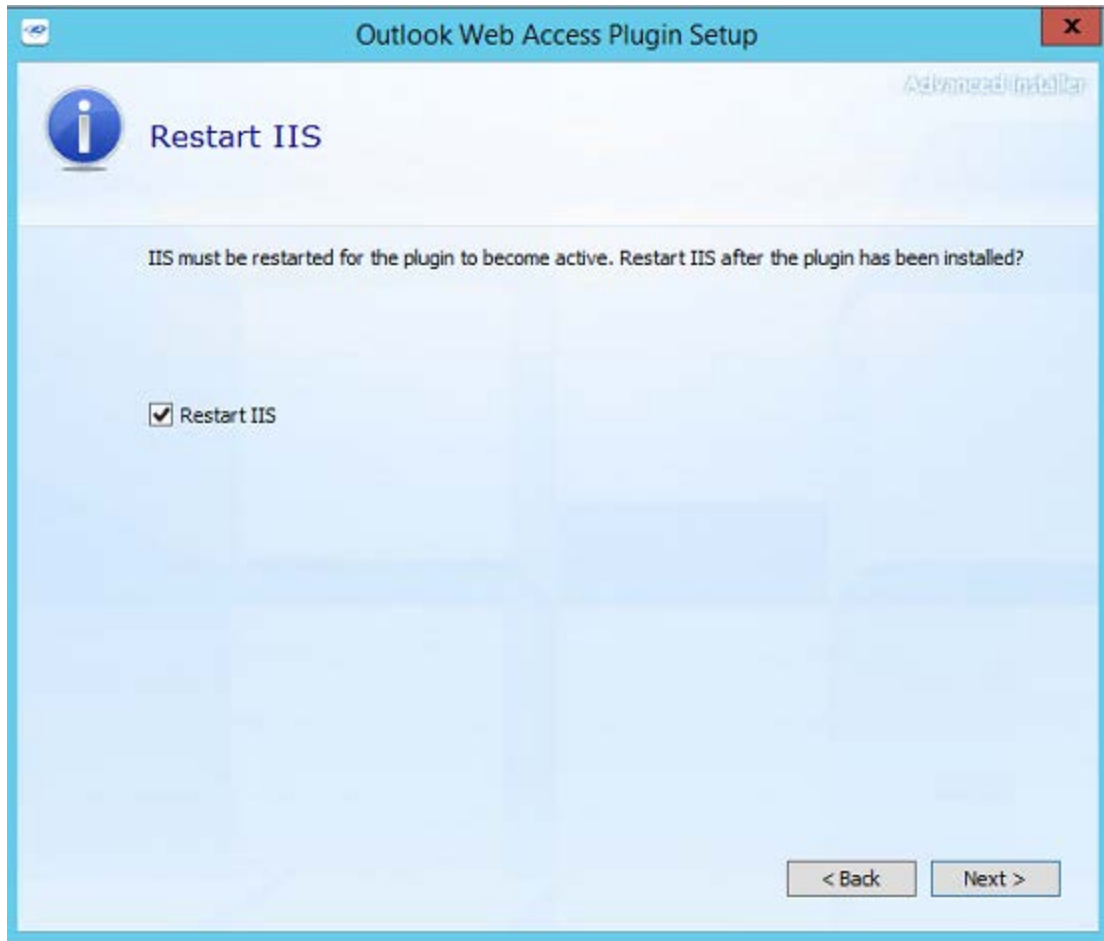 Outlook Web Access Plugin Setup
x
Advanced Installer
Restart IIS
IIS must be restarted for the plugin to become active. Restart IIS after the plugin has been installed?
Restart IIS
< Back Next >